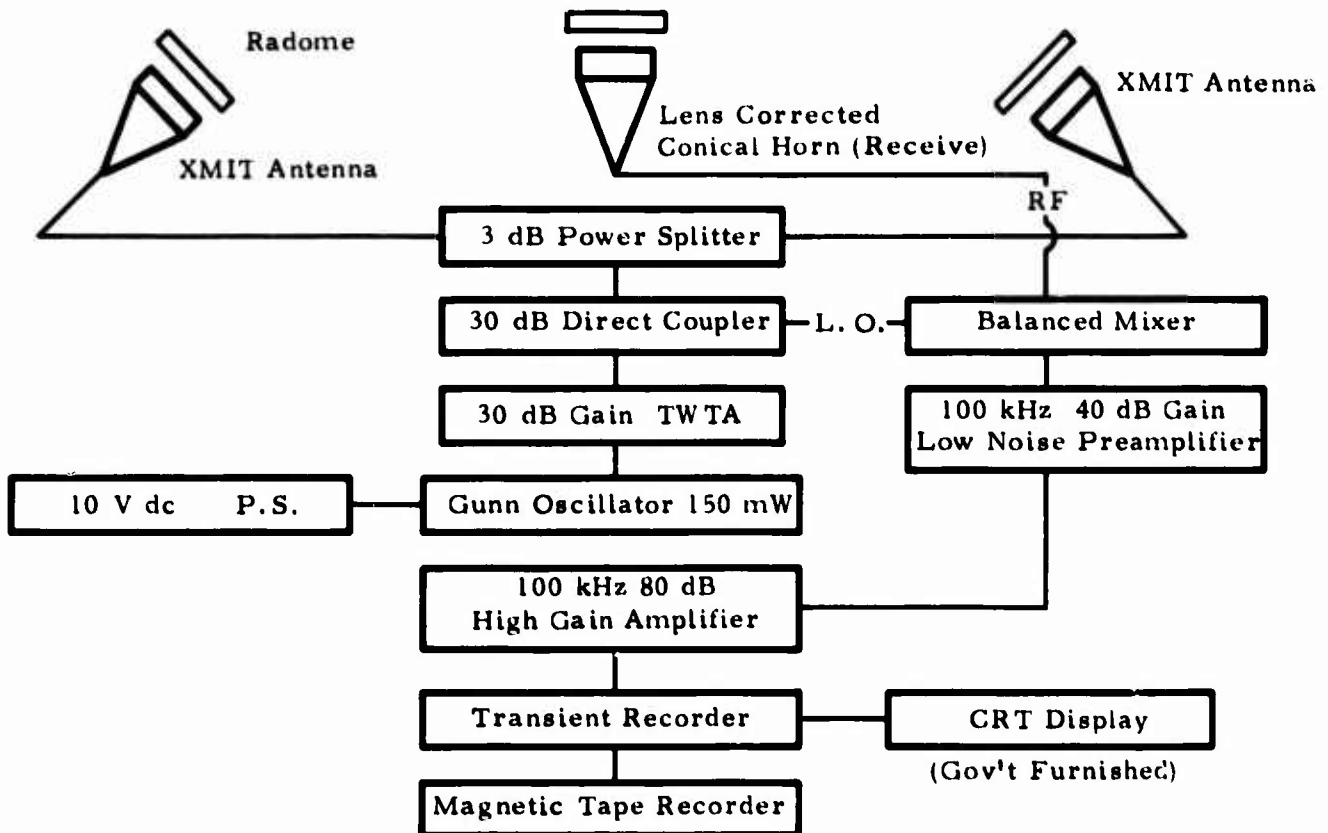 Radome
XMIT Antenna
XMIT Antenna
Lens Corrected
Conical Horn (Receive)
RF
3 dB Power Splitter
30 dB Direct Coupler
L. O.
Balanced Mixer
30 dB Gain TWTA
100 kHz 40 dB Gain
Low Noise Preamplifier
10 V dc P.S.
Gunn Oscillator 150 mW
100 kHz 80 dB
High Gain Amplifier
Transient Recorder
CRT Display
(Gov't Furnished)
Magnetic Tape Recorder